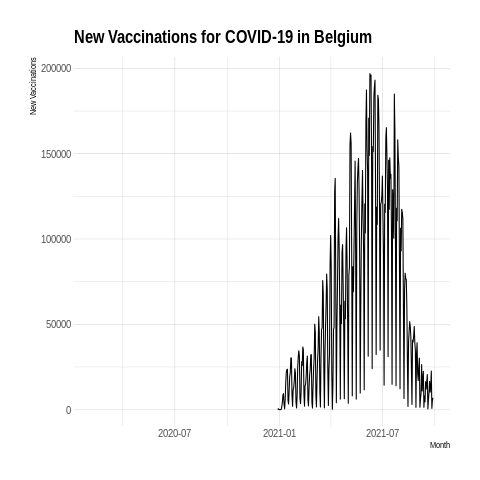 New Vaccinations for COVID-19 in Belgium
New Vaccinations
200000
150000
100000
50000
0
2020-07 2021-01 2021-07
Month